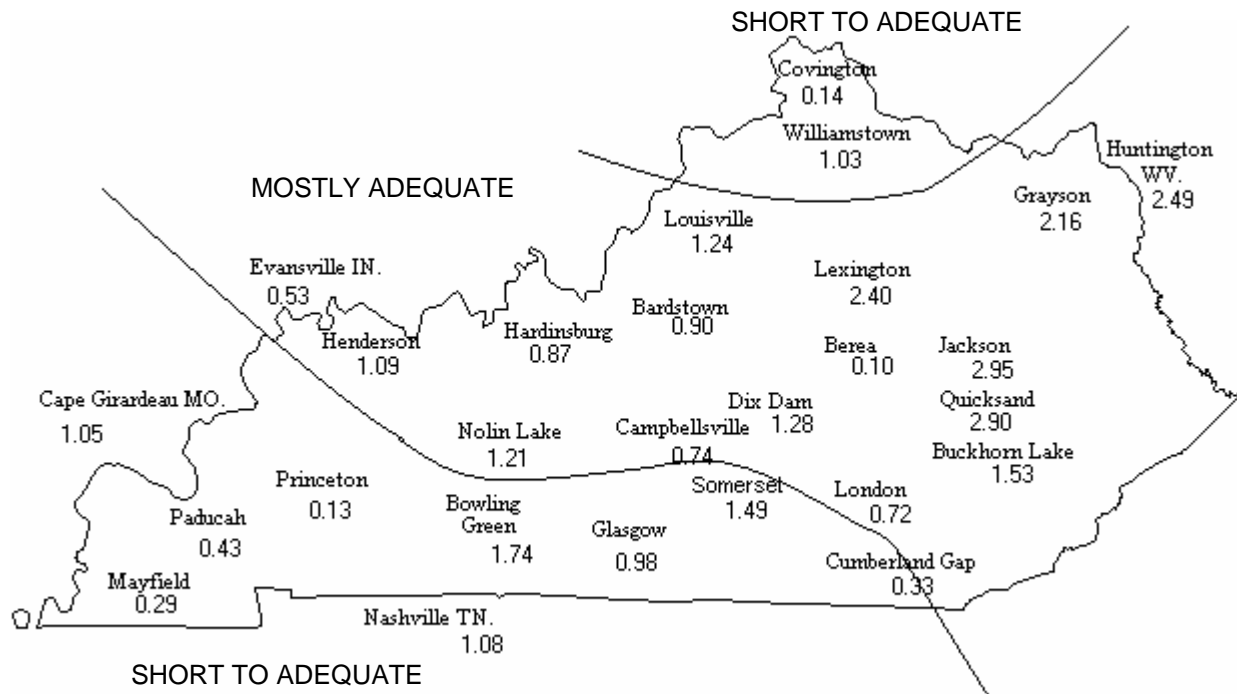 SHORT TO ADEQUATE
Covington
0.14
Williamstown
1.03
Huntington
WV.
2.49
MOSTLY ADEQUATE
Grayson
2.16
Louisville
1.24
Evansville IN.
0.53
Lexington
2.40
Bardstown
0.90
Henderson
1.09
Hardinsburg
0.87
Berea
0.10
Jackson
2.95
Cape Girardeau MO.
1.05
Dix Dam
1.28
Quicksand
2.90
Nolin Lake
1.21
Campbellsville
0.74
Buckhorn Lake
1.53
Princeton
0.13
Somerset
1.49
London
0.72
Paducah
0.43
Bowling
Green
1.74
Glasgow
0.98
Cumberland Gap
0.33
Mayfield
0.29
Nashville TN.
1.08
SHORT TO ADEQUATE